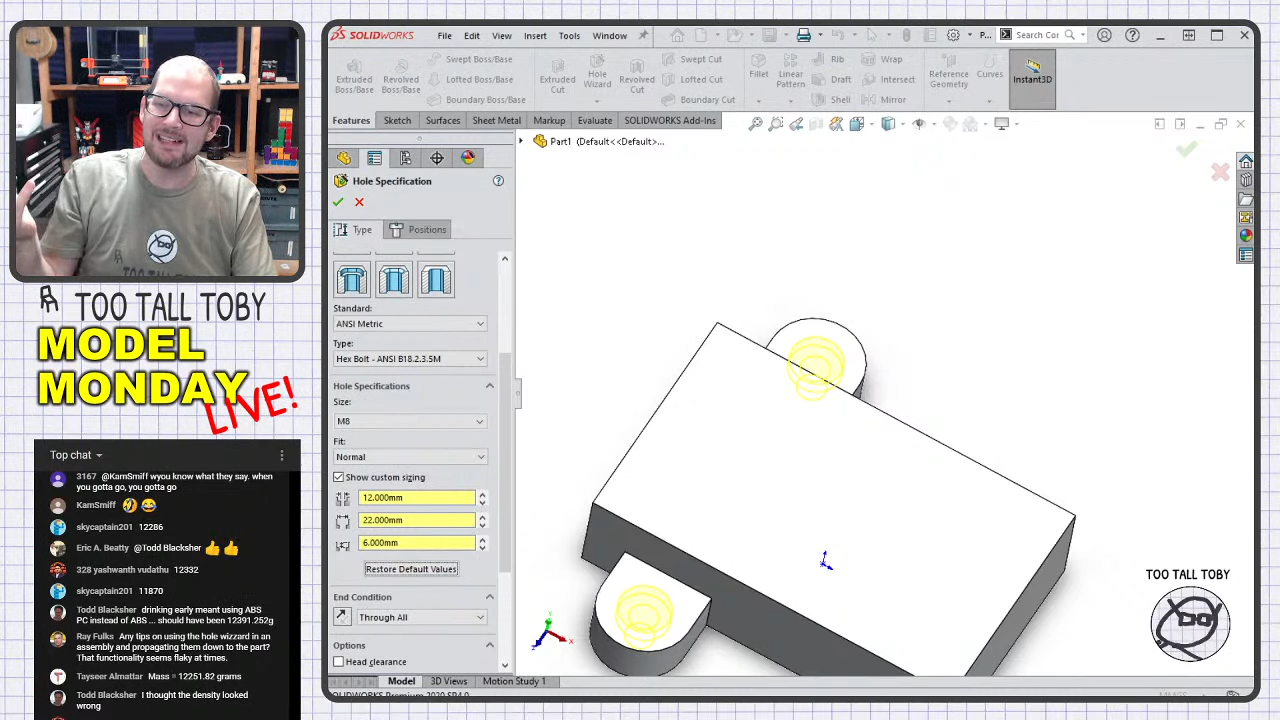 SOLIDWORKS File Edit View Insert Tools Window P... Search Cor
Extruded Boss/Base
Revolved Boss/Base
Swept Boss/Base
Lofted Boss/Base
Boundary Boss/Base
Extruded Cut
Hole Wizard
Revolved Cut
Swept Cut
Lofted Cut
Boundary Cut
Fillet
Linear Pattern
Rib
Draft
Shell
Wrap
Intersect
Mirror
Reference Geometry
Curves
Instant3D
Features Sketch Surfaces Sheet Metal Markup Evaluate SOLIDWORKS Add-Ins
Part1 (Default<<Default>...
Hole Specification
Type Positions
Standard:
ANSI Metric
Type:
Hex Bolt - ANSI B18.2.3.5M
Hole Specifications
Size:
M8
Fit:
Normal
Show custom sizing
12.000mm
22.000mm
6.000mm
Restore Default Values
End Condition
Through All
Options
Head clearance
Model 3D Views Motion Study 1
SOLIDWORKS Premium 2020 SP4.0
MMGS
TOO TALL TOBY
MODEL
MONDAY
LIVE!
Top chat
3167 @KamSmiff wyou know what they say. when
you gotta go, you gotta go
KamSmiff 🤣😂
skycaptain201 12286
Eric A. Beatty @Todd Blacksher 👍👍
328 yashwanth vudathu 12332
skycaptain201 11870
Todd Blacksher drinking early meant using ABS
PC instead of ABS ... should have been 12391.252g
Ray Fulks Any tips on using the hole wizzard in an
assembly and propagating them down to the part?
That functionality seems flaky at times.
Tayseer Almattar Mass = 12251.82 grams
Todd Blacksher I thought the density looked
wrong
TOO TALL TOBY